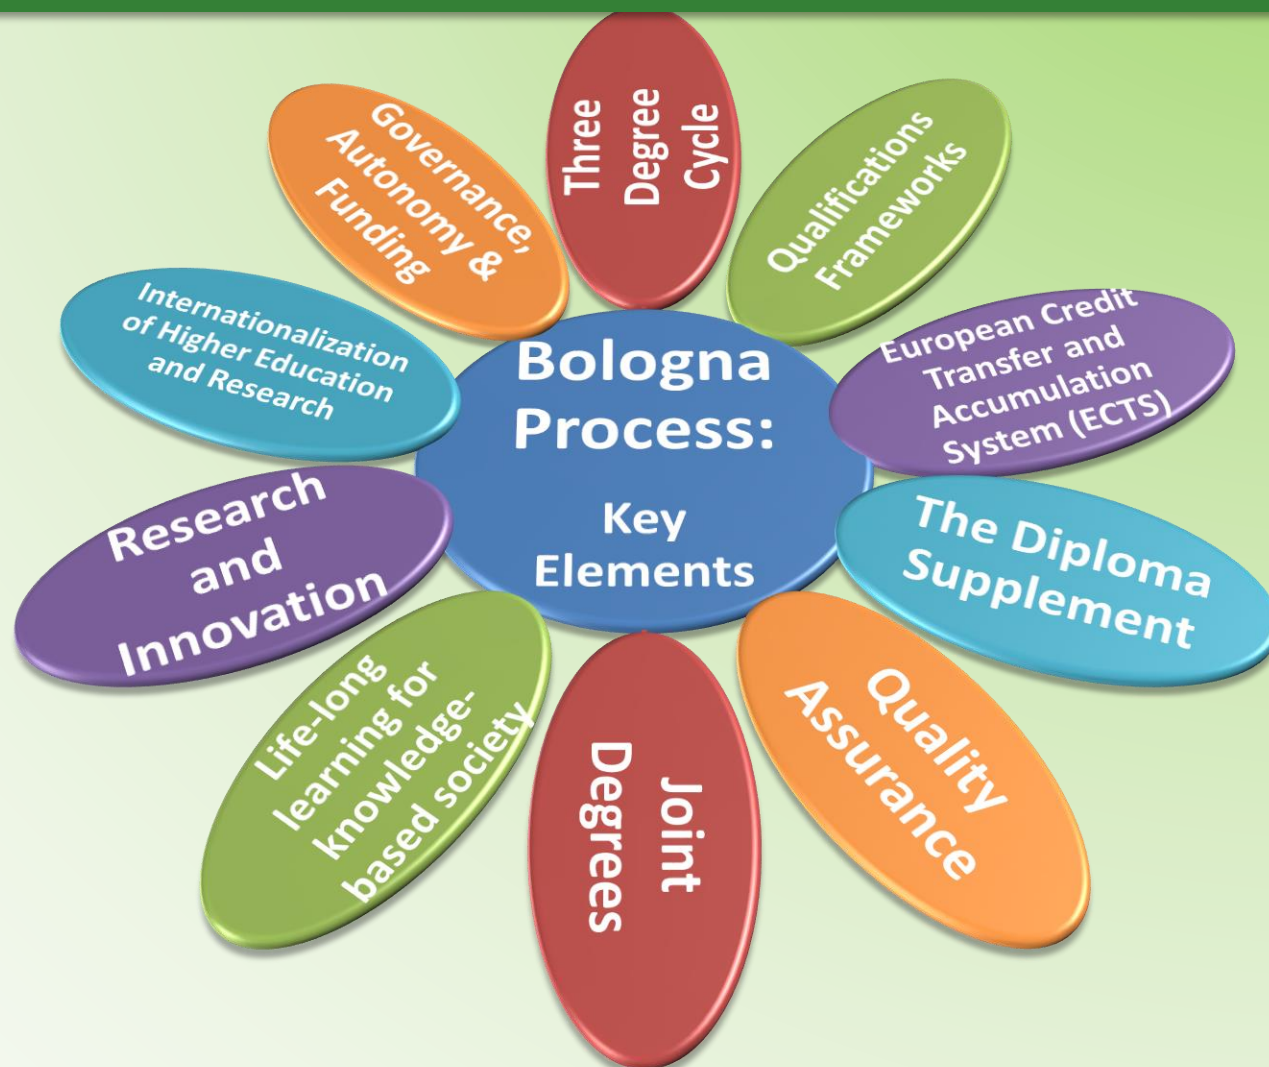 Bologna
Process:
Key
Elements
Three
Degree
Cycle
Qualifications
Frameworks
European Credit
Transfer and
Accumulation
System (ECTS)
The Diploma
Supplement
Quality
Assurance
Joint
Degrees
Life-long
learning for
knowledge-
based society
Research
and
Innovation
Internationalization
of Higher Education
and Research
Governance,
Autonomy &
Funding